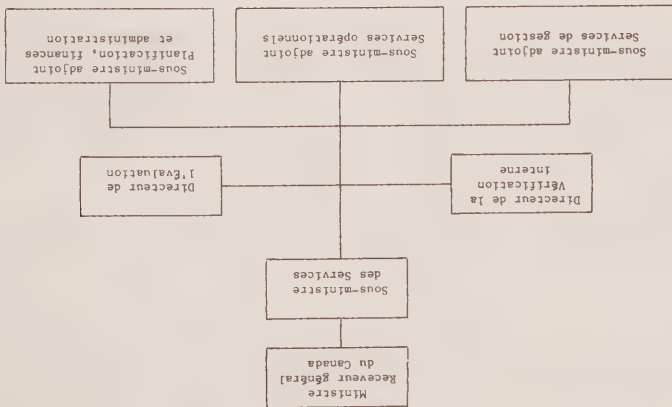 Ministre
Receveur général
du Canada
Sous-ministre
des Services
Directeur de la
Vérification
interne
Directeur de
l'Évaluation
Sous-ministre adjoint
Services de gestion
Sous-ministre adjoint
Services opérationnels
Sous-ministre adjoint
Planification, finances
et administration